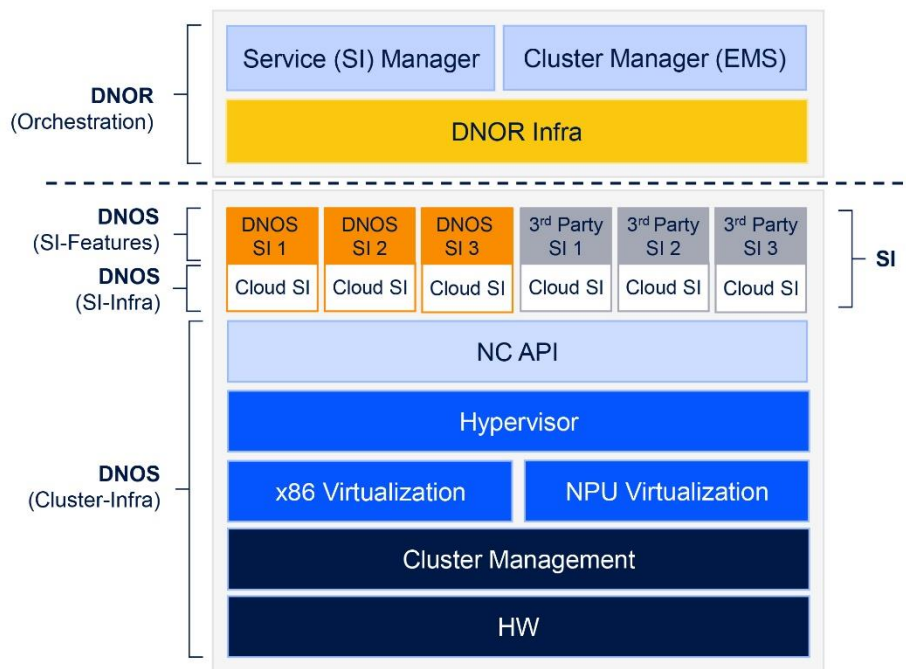 Service (SI) Manager
Cluster Manager (EMS)
DNOR
(Orchestration)
DNOR Infra
DNOS
(SI-Features)
DNOS
SI 1
DNOS
SI 2
DNOS
SI 3
3rd Party
SI 1
3rd Party
SI 2
3rd Party
SI 3
SI
DNOS
(SI-Infra)
Cloud SI
Cloud SI
Cloud SI
Cloud SI
Cloud SI
Cloud SI
NC API
Hypervisor
DNOS
(Cluster-Infra)
x86 Virtualization
NPU Virtualization
Cluster Management
HW